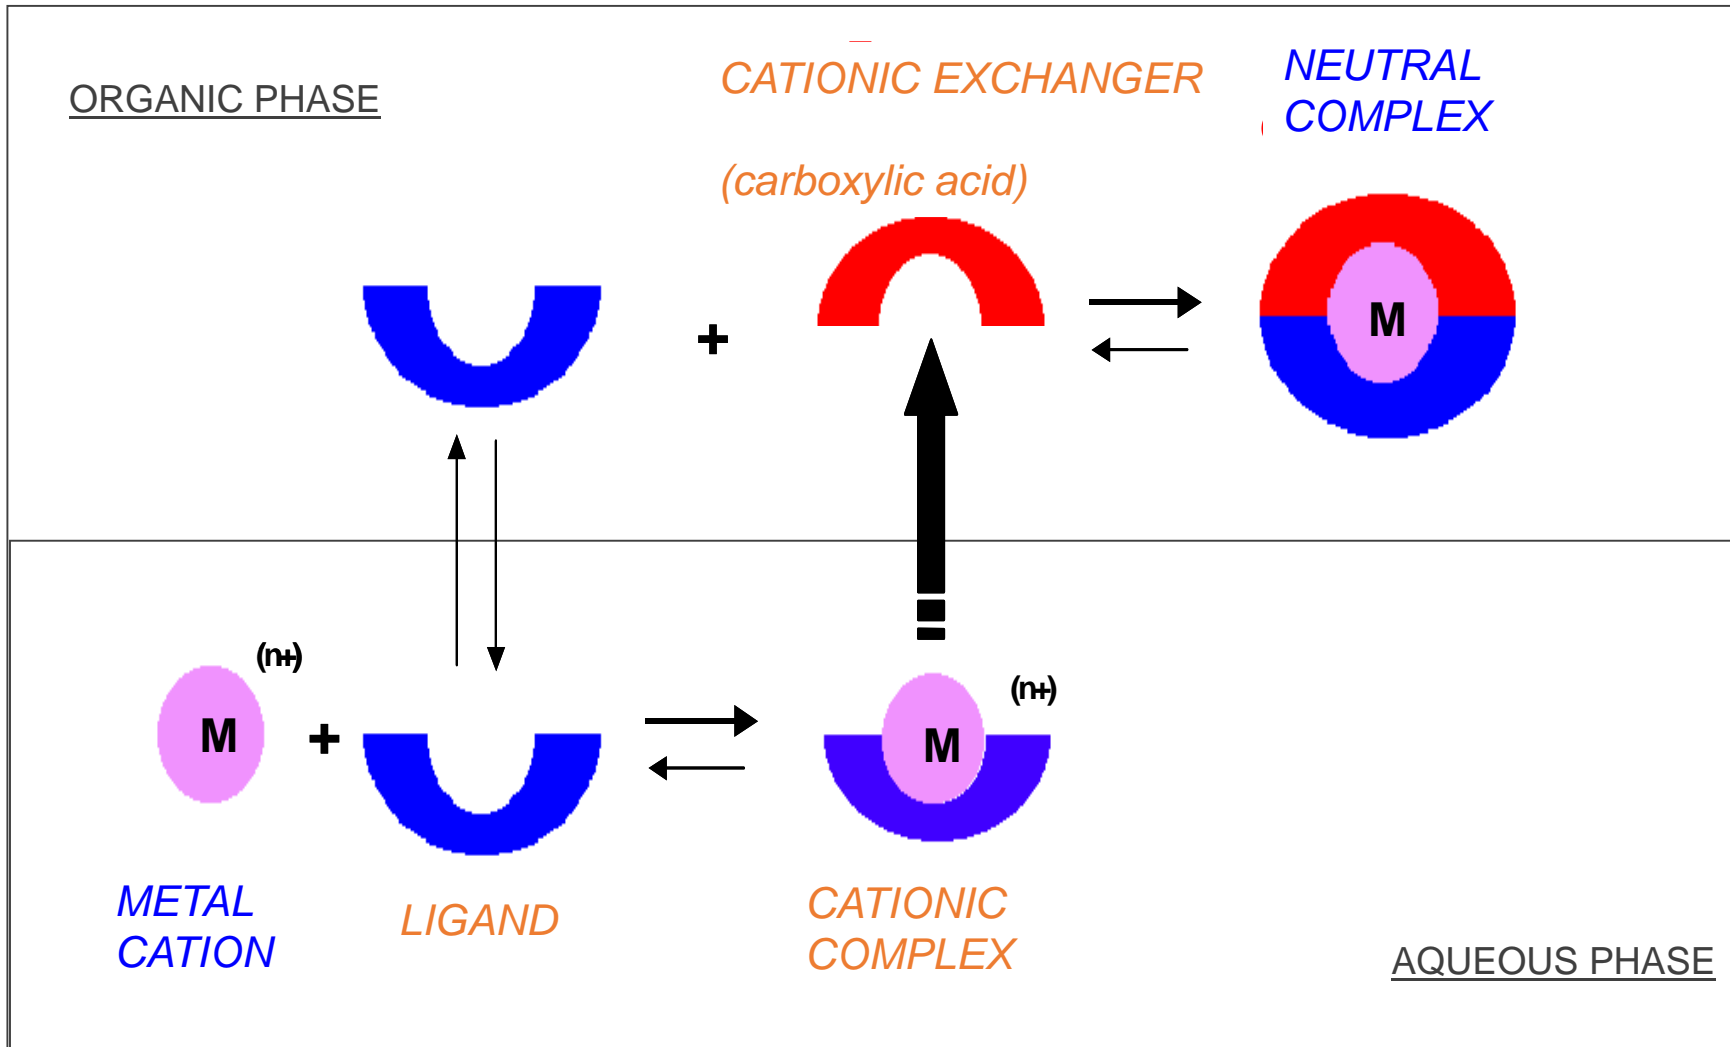 ORGANIC PHASE
CATIONIC EXCHANGER
(carboxylic acid)
NEUTRAL
COMPLEX
+
M
M
(n+)
+
M
(n+)
METAL
CATION
LIGAND
CATIONIC
COMPLEX
AQUEOUS PHASE